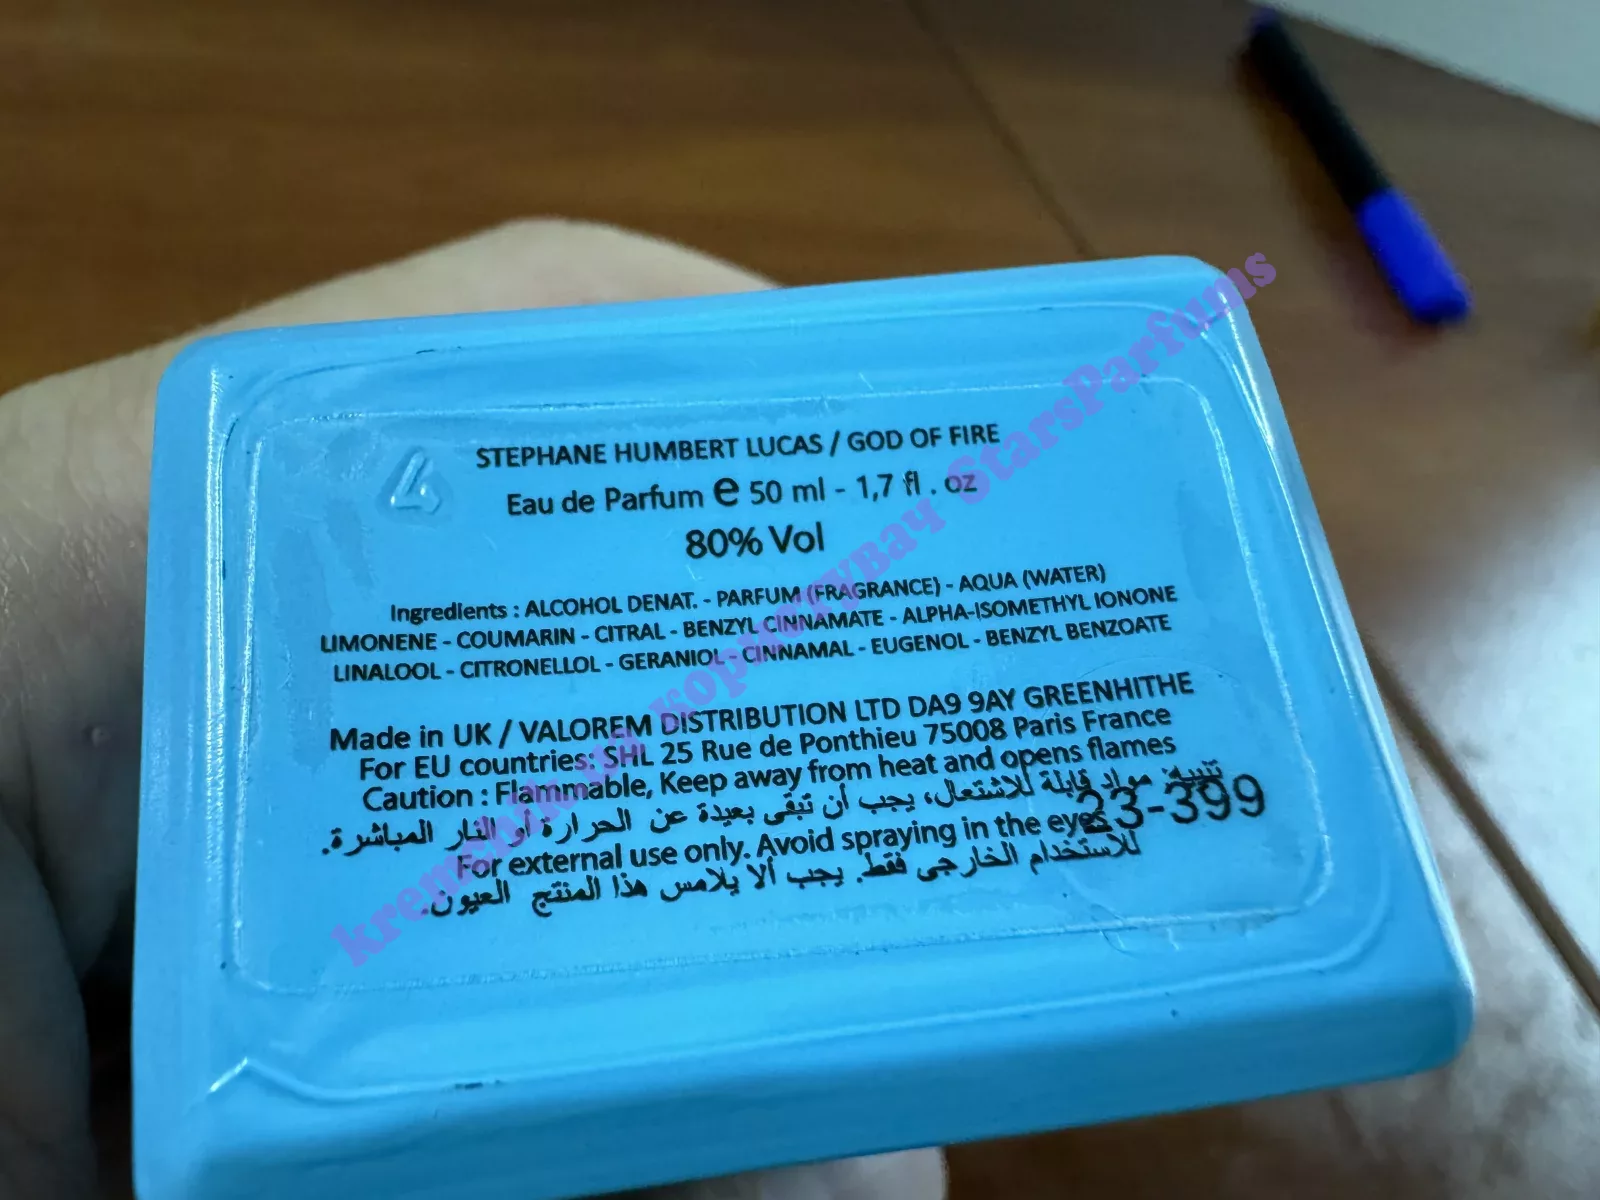 4
STEPHANE HUMBERT LUCAS / GOD OF FIRE
Eau de Parfum ℮ 50 ml - 1,7 fl . oz
80% Vol
Ingredients : ALCOHOL DENAT. - PARFUM (FRAGRANCE) - AQUA (WATER)
LIMONENE - COUMARIN - CITRAL - BENZYL CINNAMATE - ALPHA-ISOMETHYL IONONE
LINALOOL - CITRONELLOL - GERANIOL - CINNAMAL - EUGENOL - BENZYL BENZOATE
Made in UK / VALOREM DISTRIBUTION LTD DA9 9AY GREENHITHE
For EU countries: SHL 25 Rue de Ponthieu 75008 Paris France
Caution : Flammable, Keep away from heat and opens flames
تنبيه: مواد قابلة للاشتعال، يجب أن تبقى بعيدة عن الحرارة أو النار المباشرة.
23-399
For external use only. Avoid spraying in the eyes
للاستخدام الخارجي فقط. يجب ألا يلامس هذا المنتج العيون.
StarsParfums